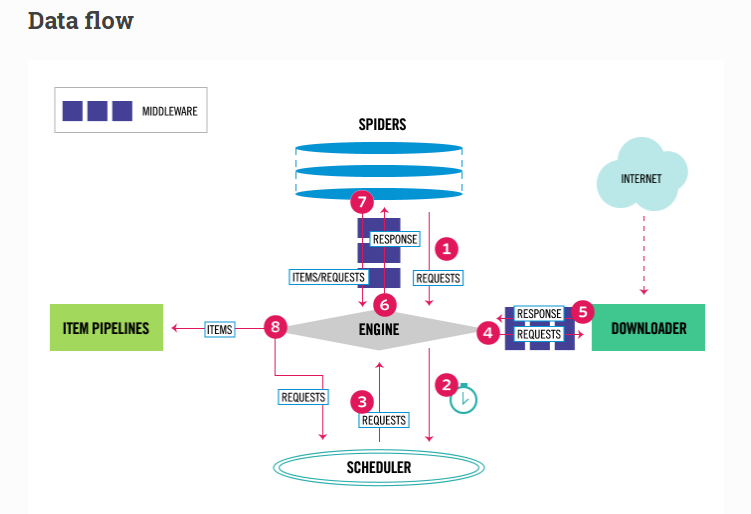 Data flow
MIDDLEWARE
SPIDERS
INTERNET
7
RESPONSE
1
ITEMS/REQUESTS
REQUESTS
6
5
RESPONSE
ITEM PIPELINES
ITEMS
8
ENGINE
4
REQUESTS
DOWNLOADER
2
REQUESTS
3
REQUESTS
SCHEDULER